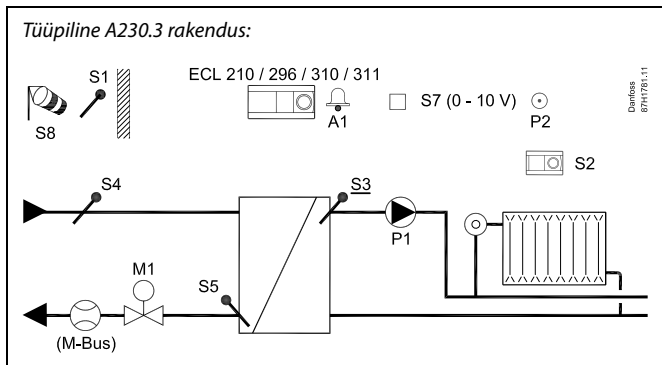 Tüüpiline A230.3 rakendus:
ECL 210 / 296 / 310 / 311
S1
S8
A1
S7 (0 - 10 V)
P2
Danfoss
87H1781.11
S2
S4
S3
P1
M1
S5
(M-Bus)